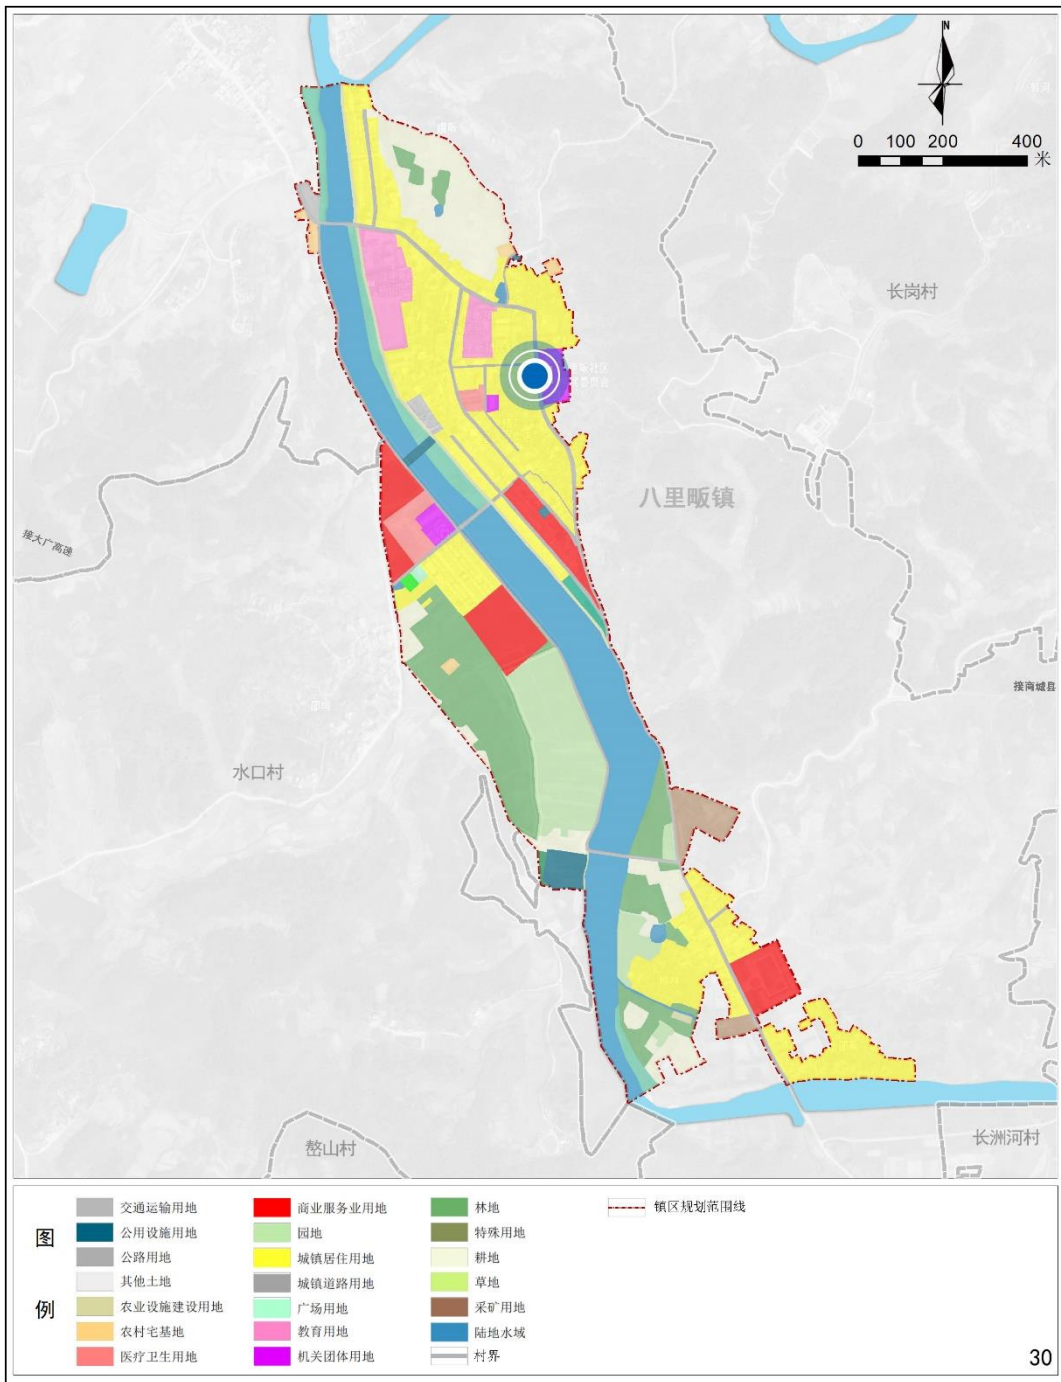 N
0 100 200 400
米
长岗村
八里畈镇
接大广高速
接商城县
水口村
嶅山村
长洲河村
图例
交通运输用地
公用设施用地
公路用地
其他土地
农业设施建设用地
农村宅基地
医疗卫生用地
商业服务业用地
园地
城镇居住用地
城镇道路用地
广场用地
教育用地
机关团体用地
林地
特殊用地
耕地
草地
采矿用地
陆地水域
村界
镇区规划范围线
30